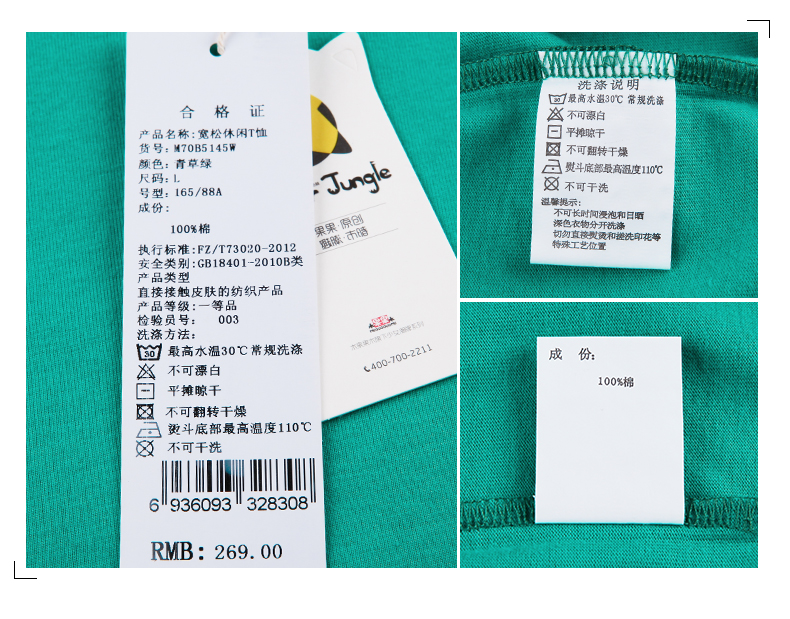 合格证
产品名称:宽松休闲T恤
货号:M70B5145W
颜色:青草绿
尺码:L
号型:165/88A
成份:
100%棉
执行标准:FZ/T73020-2012
安全类别:GB18401-2010B类
产品类型
直接接触皮肤的纺织产品
产品等级:一等品
检验员号: 003
洗涤方法:
30 最高水温30℃常规洗涤
不可漂白
平摊晾干
不可翻转干燥
熨斗底部最高温度110℃
不可干洗
6 936093 328308
RMB: 269.00
Jungle
果果·原创
400-700-2211
洗涤说明
30 最高水温30℃ 常规洗涤
不可漂白
平摊晾干
不可翻转干燥
熨斗底部最高温度110℃
不可干洗
温馨提示:
不可长时间浸泡和日晒
深色衣物分开洗涤
切勿直接熨烫和搓洗印花等
特殊工艺位置
成 份:
100%棉